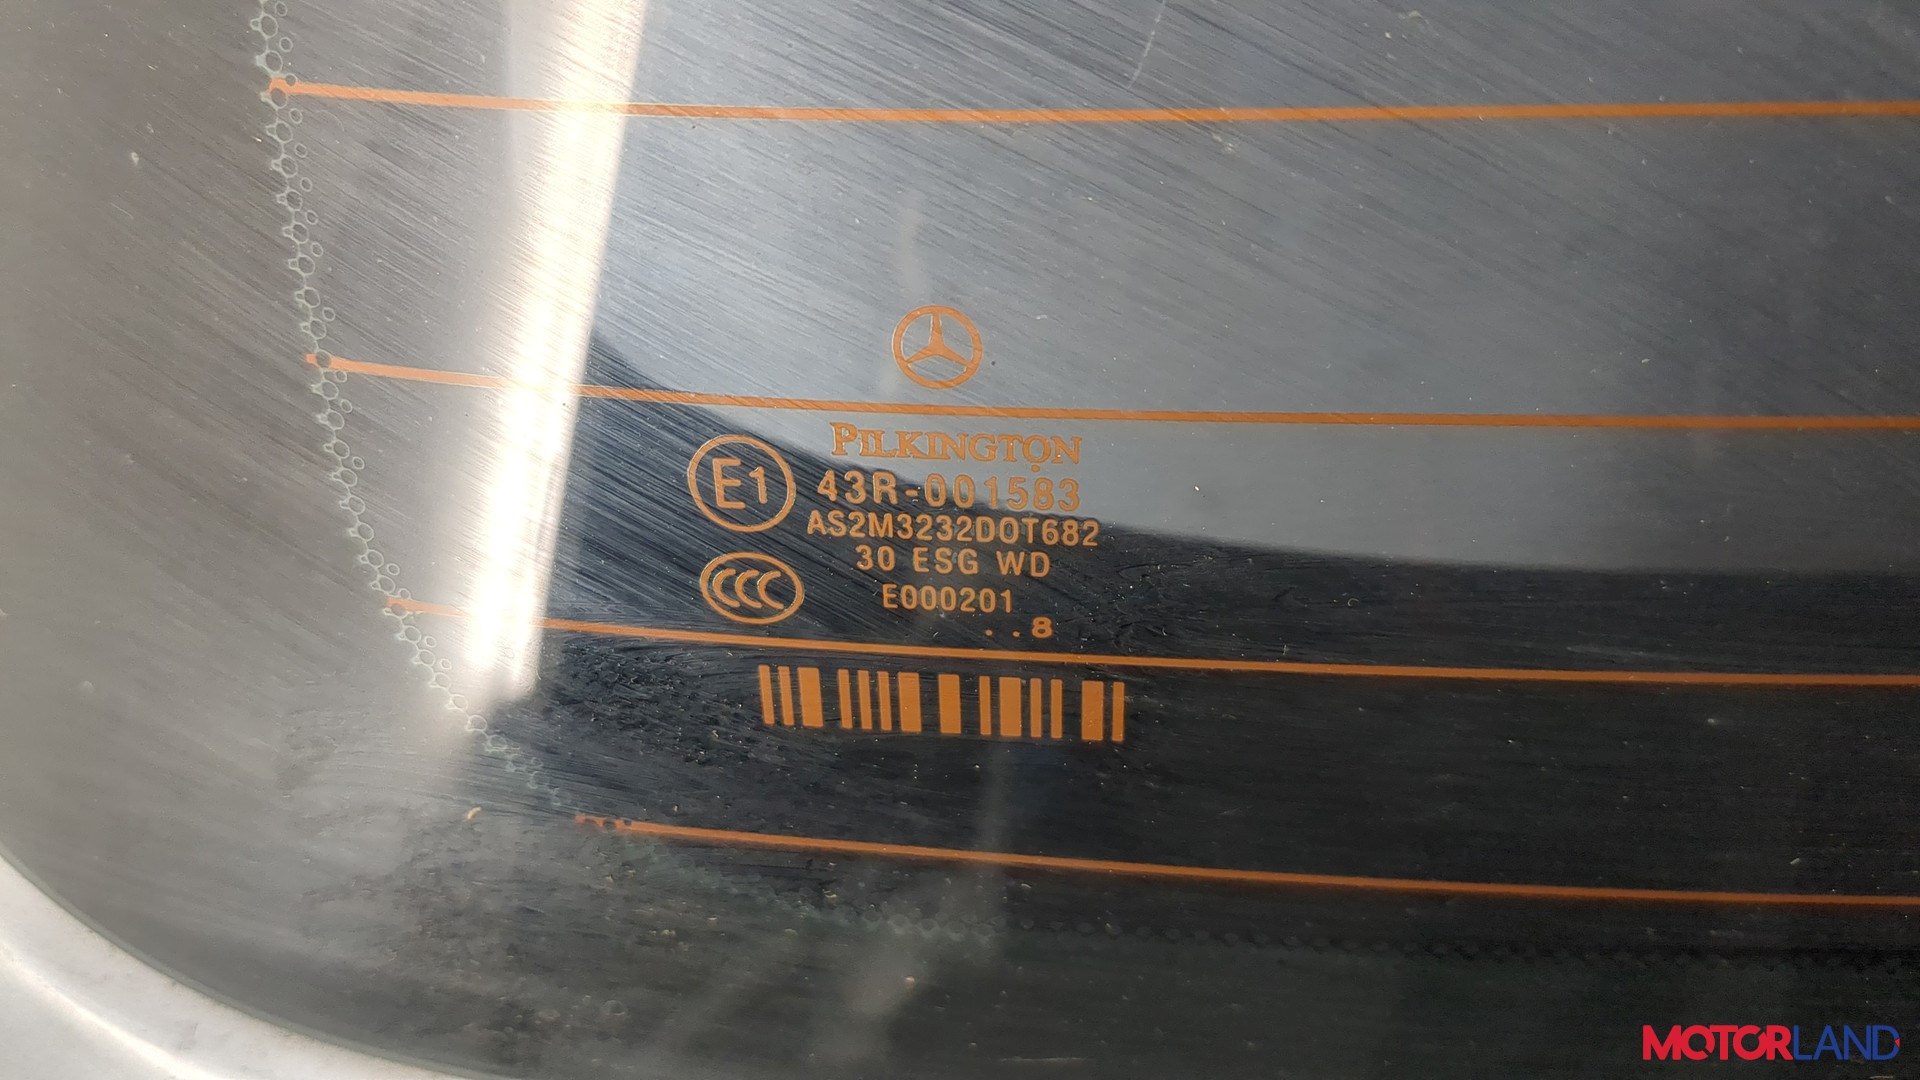 PILKINGTON
E1
43R-001583
AS2M3232DOT682
30 ESG WD
CCC
E000201
. . 8
MOTORLAND